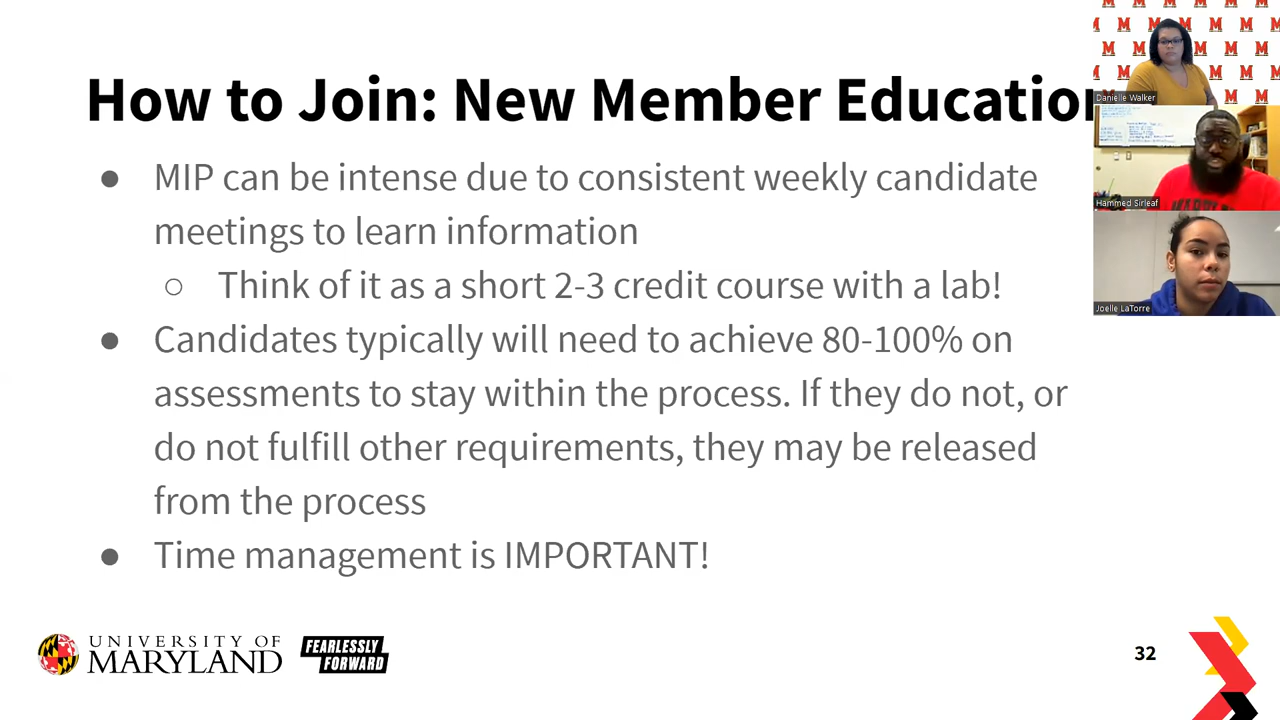 How to Join: New Member Education
● MIP can be intense due to consistent weekly candidate
meetings to learn information
○ Think of it as a short 2-3 credit course with a lab!
● Candidates typically will need to achieve 80-100% on
assessments to stay within the process. If they do not, or
do not fulfill other requirements, they may be released
from the process
● Time management is IMPORTANT!
Danielle Walker
Hammed Sirleaf
Joelle LaTorre
UNIVERSITY OF
MARYLAND
FEARLESSLY
FORWARD
32